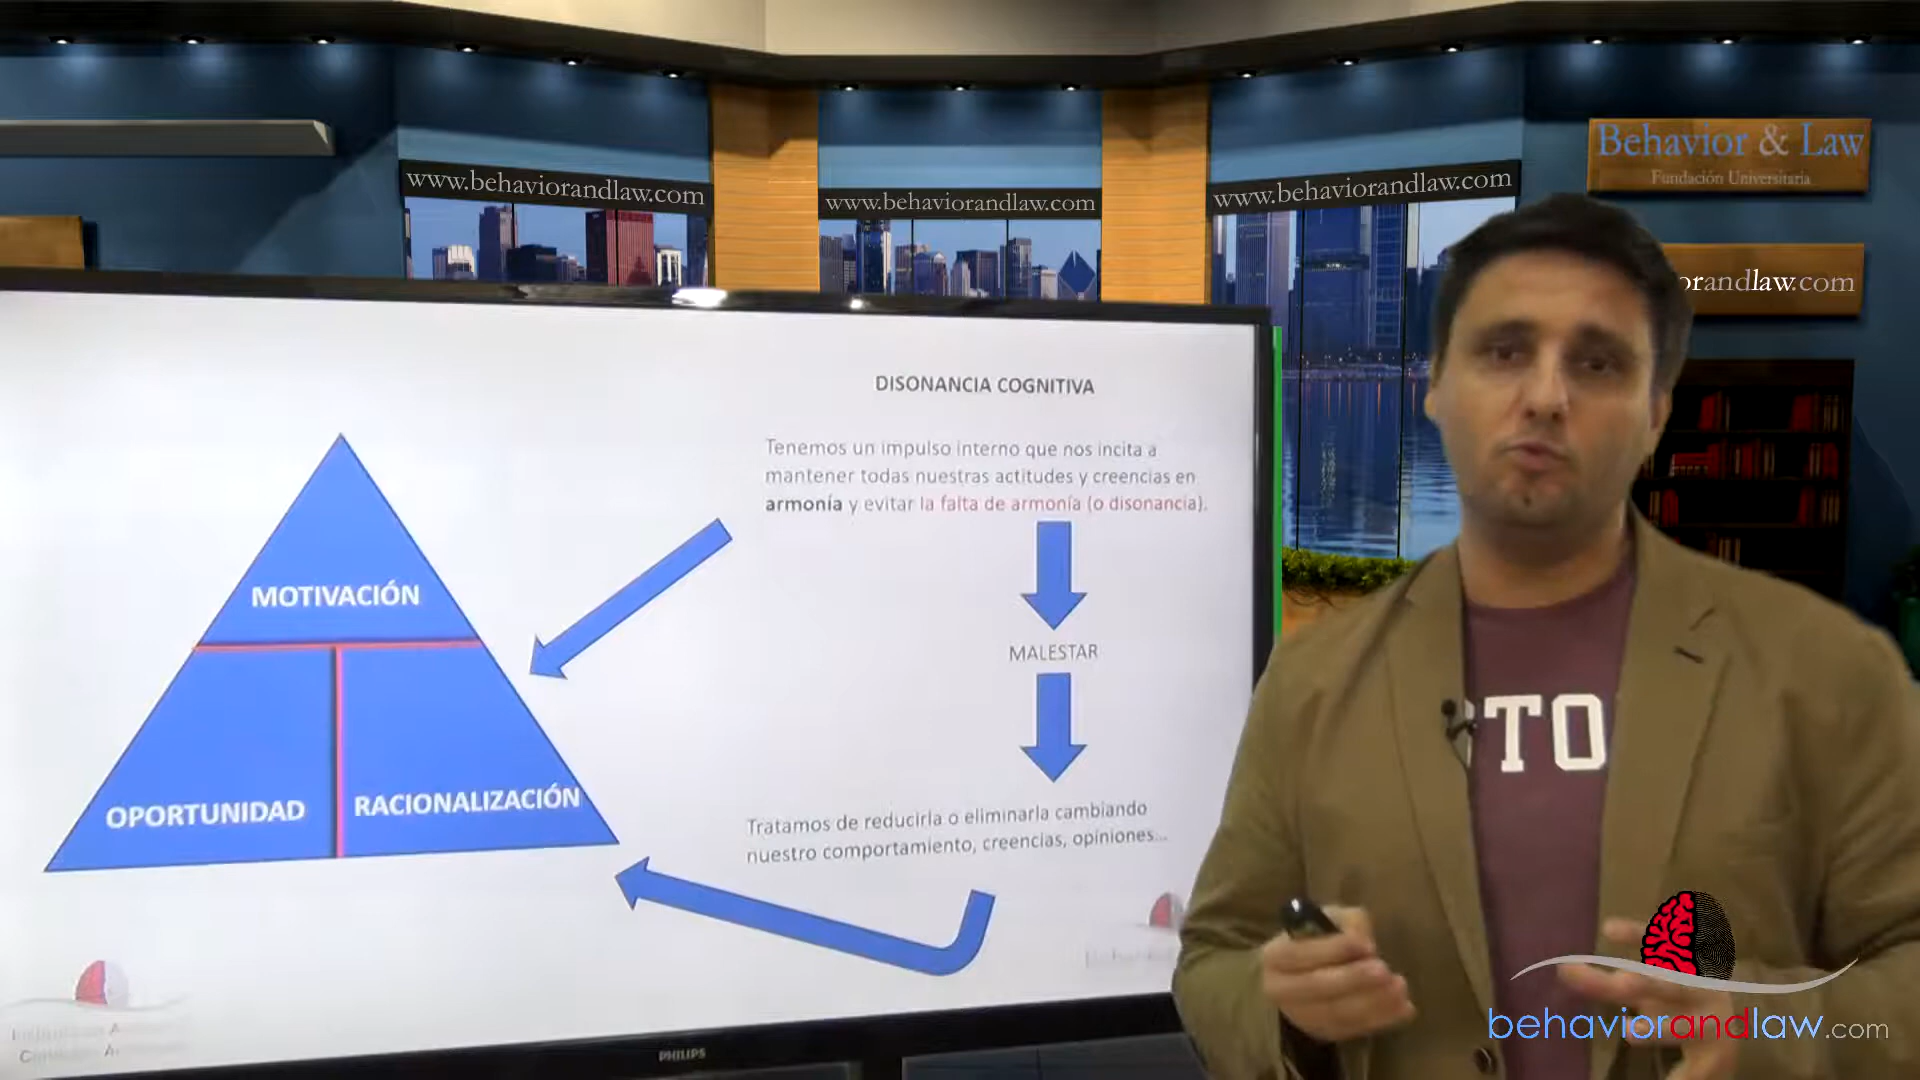 www.behaviorandlaw.com
www.behaviorandlaw.com
www.behaviorandlaw.com
Behavior & Law
Fundación Universitaria
orandlaw.com
DISONANCIA COGNITIVA
Tenemos un impulso interno que nos incita a
mantener todas nuestras actitudes y creencias en
armonía y evitar la falta de armonía (o disonancia).
MALESTAR
Tratamos de reducirla o eliminarla cambiando
nuestro comportamiento, creencias, opiniones...
MOTIVACIÓN
OPORTUNIDAD
RACIONALIZACIÓN
TO
PHILIPS
behaviorandlaw.com